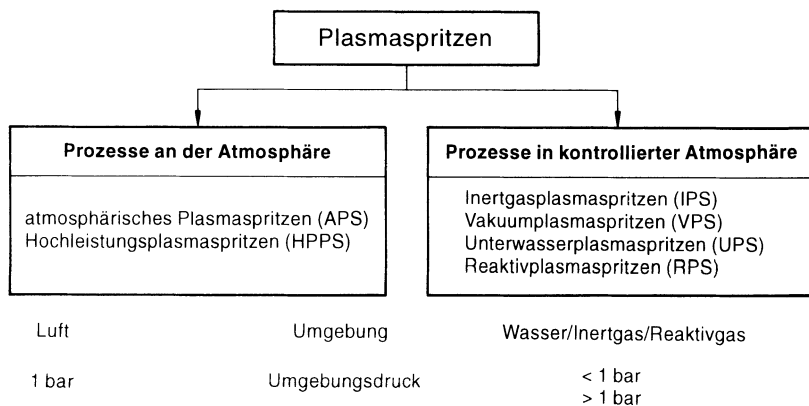 Plasmaspritzen
Prozesse an der Atmosphäre
atmosphärisches Plasmaspritzen (APS)
Hochleistungsplasmaspritzen (HPPS)
Prozesse in kontrollierter Atmosphäre
Inertgasplasmaspritzen (IPS)
Vakuumplasmaspritzen (VPS)
Unterwasserplasmaspritzen (UPS)
Reaktivplasmaspritzen (RPS)
Luft Umgebung Wasser/Inertgas/Reaktivgas
1 bar Umgebungsdruck < 1 bar
> 1 bar